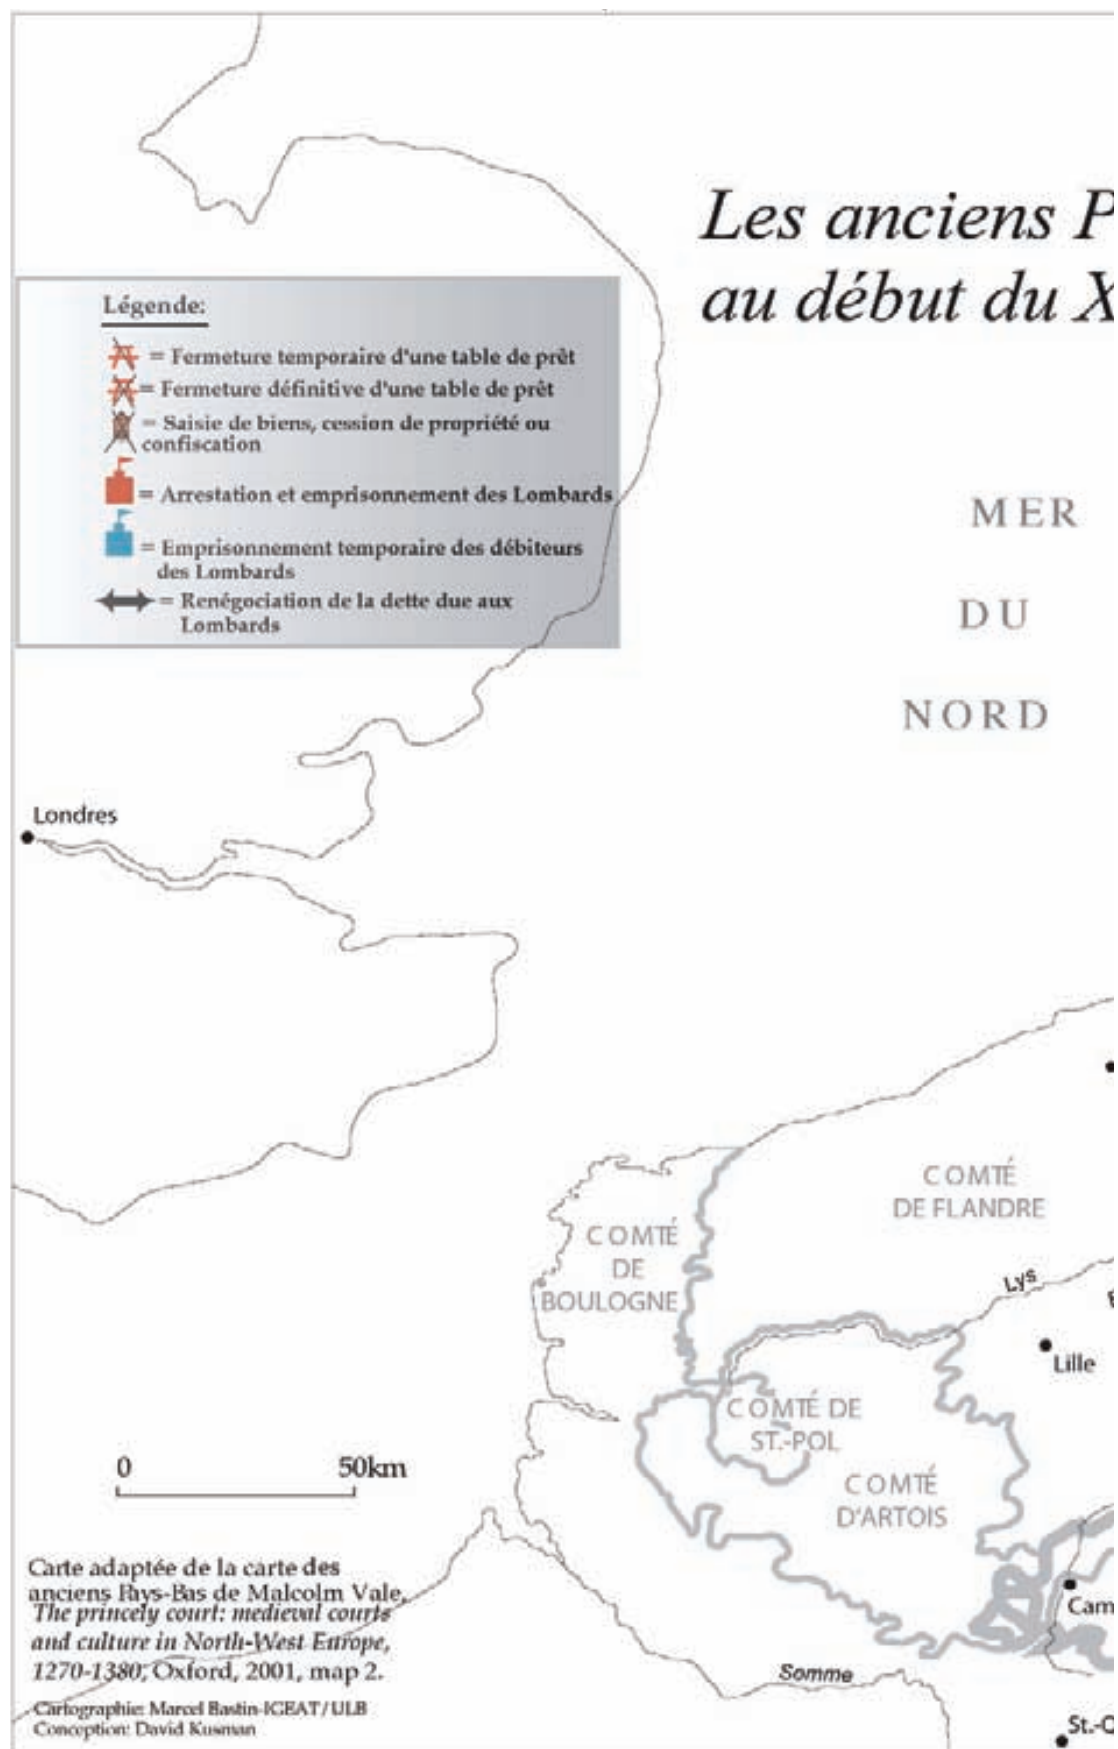 Les anciens P
au début du X
Légende:
= Fermeture temporaire d'une table de prêt
= Fermeture définitive d'une table de prêt
= Saisie de biens, cession de propriété ou
confiscation
= Arrestation et emprisonnement des Lombards
= Emprisonnement temporaire des débiteurs
des Lombards
= Renégociation de la dette due aux
Lombards
MER
DU
NORD
Londres
COMTÉ
DE FLANDRE
COMTÉ
DE
BOULOGNE
Lys
Lille
COMTÉ DE
ST.-POL
COMTÉ
D'ARTOIS
0 50km
Cam
Somme
St.-Q
Carte adaptée de la carte des
anciens Pays-Bas de Malcolm Vale,
The princely court: medieval courts
and culture in North-West Europe,
1270-1380, Oxford, 2001, map 2.
Cartographie: Marcel Bastin-IGEAT/ULB
Conception: David Kusman